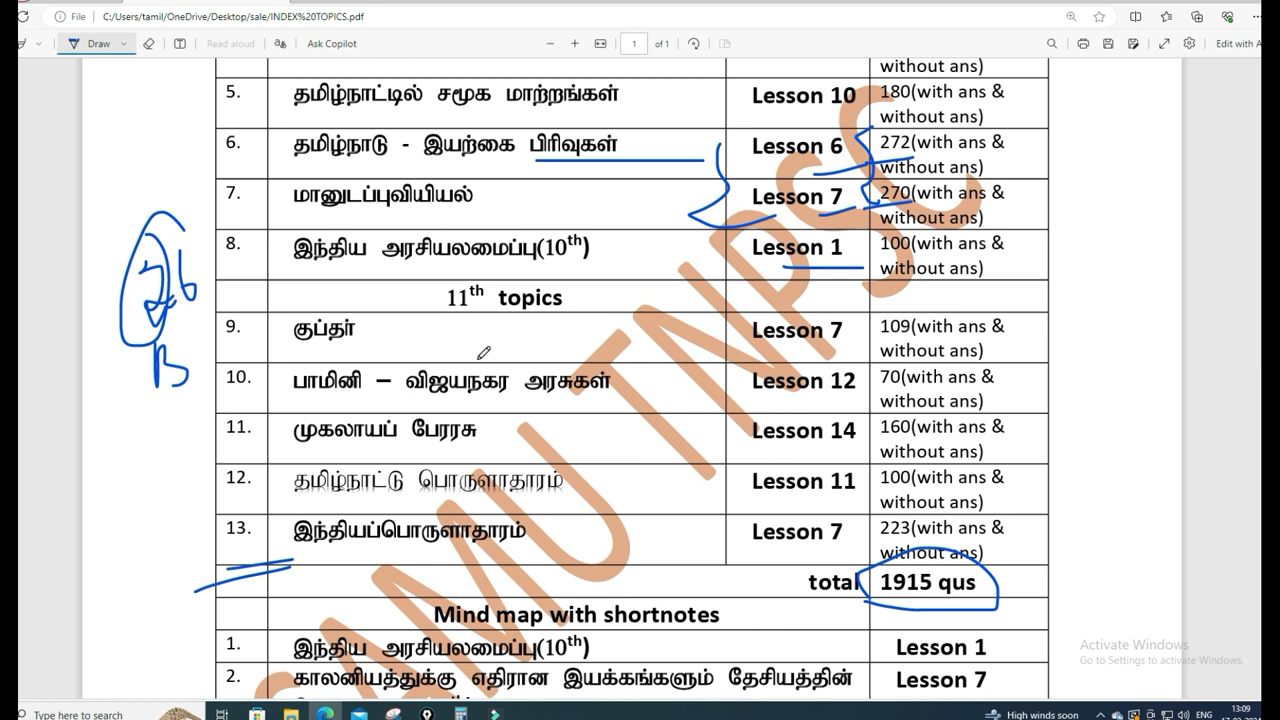 File C:/Users/tamil/OneDrive/Desktop/sale/INDEX%20TOPICS.pdf
Draw Read aloud Ask Copilot 1 of 1 Edit with A
without ans)
5. தமிழ்நாட்டில் சமூக மாற்றங்கள் Lesson 10 180(with ans &
without ans)
6. தமிழ்நாடு - இயற்கை பிரிவுகள் Lesson 6 272(with ans &
without ans)
7. மானுடப்புவியியல் Lesson 7 270(with ans &
without ans)
8. இந்திய அரசியலமைப்பு(10th) Lesson 1 100(with ans &
without ans)
11th topics
9. குப்தர் Lesson 7 109(with ans &
without ans)
10. பாமினி – விஜயநகர அரசுகள் Lesson 12 70(with ans &
without ans)
11. முகலாயப் பேரரசு Lesson 14 160(with ans &
without ans)
12. தமிழ்நாட்டு பொருளாதாரம் Lesson 11 100(with ans &
without ans)
13. இந்தியப்பொருளாதாரம் Lesson 7 223(with ans &
without ans)
total 1915 qus
Mind map with shortnotes
1. இந்திய அரசியலமைப்பு(10th) Lesson 1
2. காலனியத்துக்கு எதிரான இயக்கங்களும் தேசியத்தின் Lesson 7
SAMU TNPSC
Activate Windows
Go to Settings to activate Windows.
Type here to search High winds soon ENG 13:09